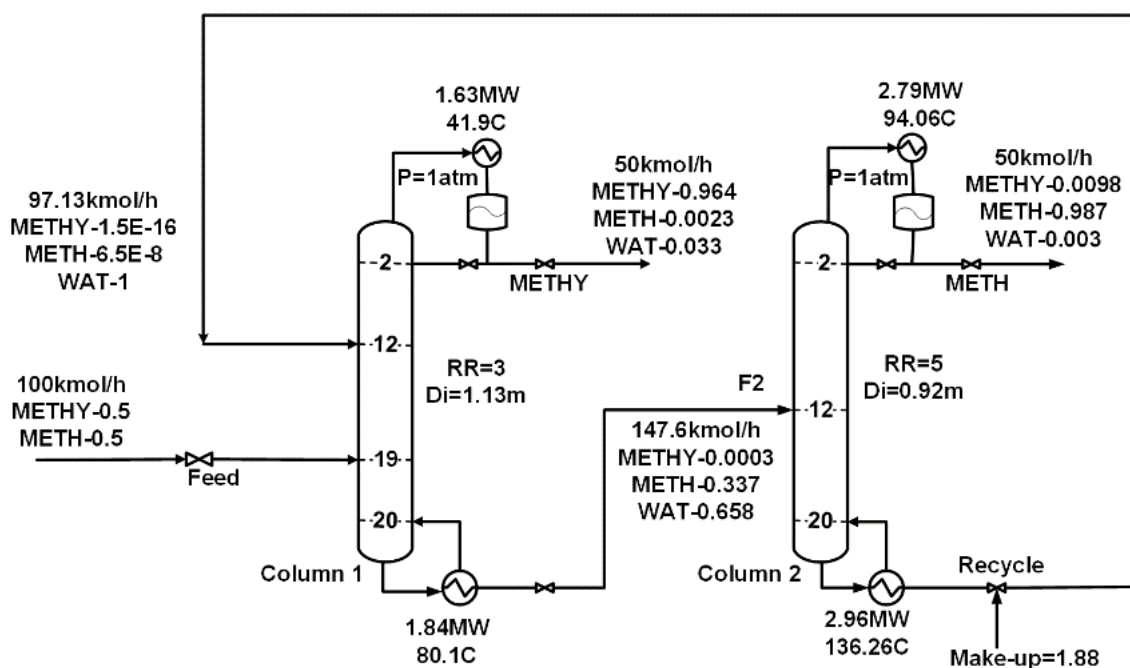 1.63MW
41.9C
P=1atm
50kmol/h
METHY-0.964
METH-0.0023
WAT-0.033
METHY
97.13kmol/h
METHY-1.5E-16
METH-6.5E-8
WAT-1
100kmol/h
METHY-0.5
METH-0.5
Feed
2
12
19
20
RR=3
Di=1.13m
Column 1
1.84MW
80.1C
F2
147.6kmol/h
METHY-0.0003
METH-0.337
WAT-0.658
2.79MW
94.06C
P=1atm
50kmol/h
METHY-0.0098
METH-0.987
WAT-0.003
METH
2
12
20
RR=5
Di=0.92m
Column 2
2.96MW
136.26C
Recycle
Make-up=1.88